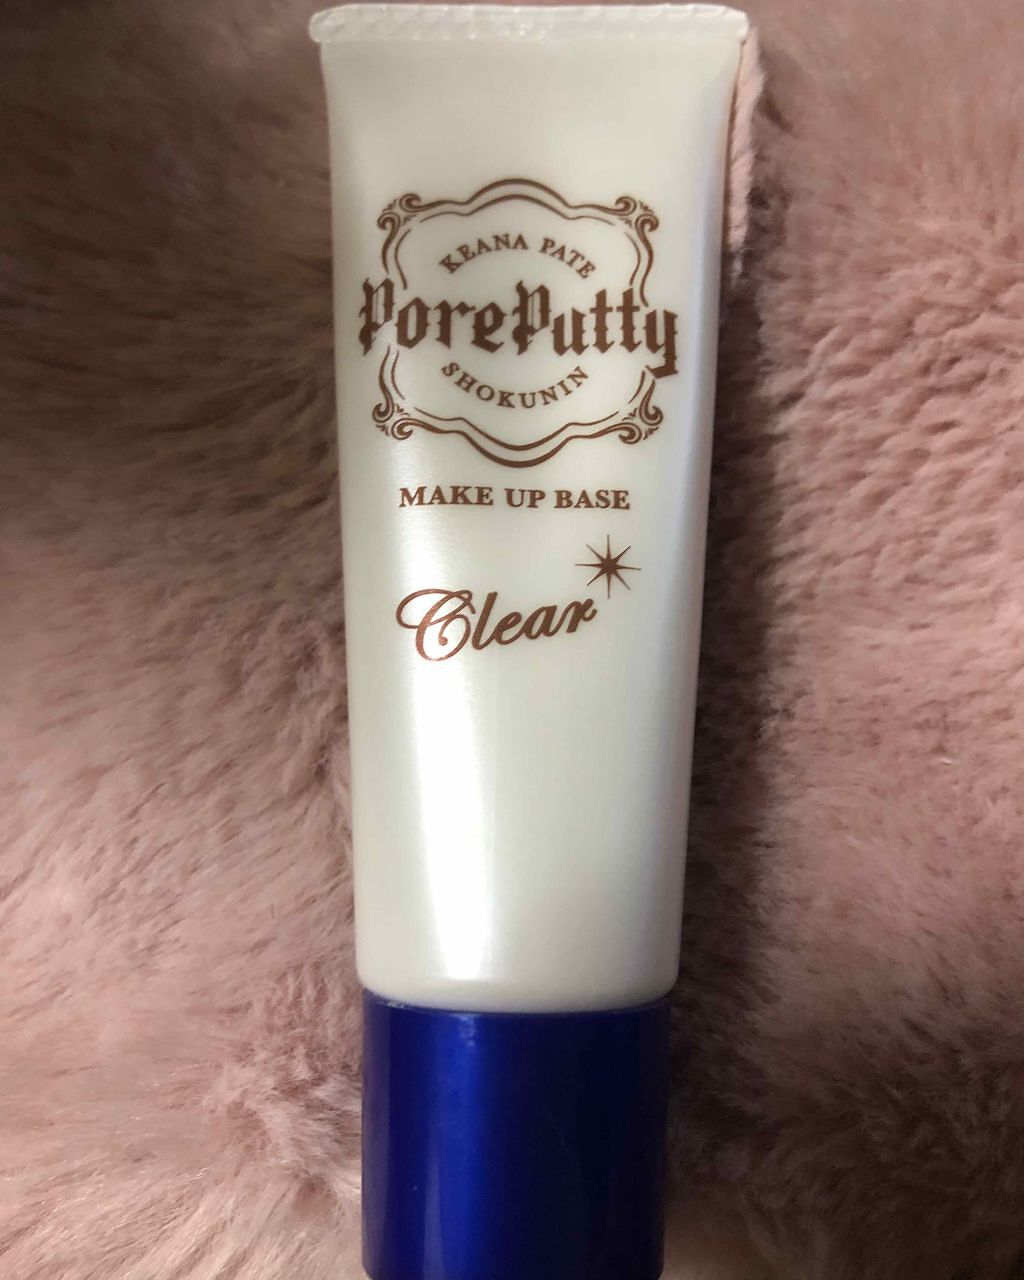 KEANA PATE
PorePutty
SHOKUNIN
MAKE UP BASE
Clear